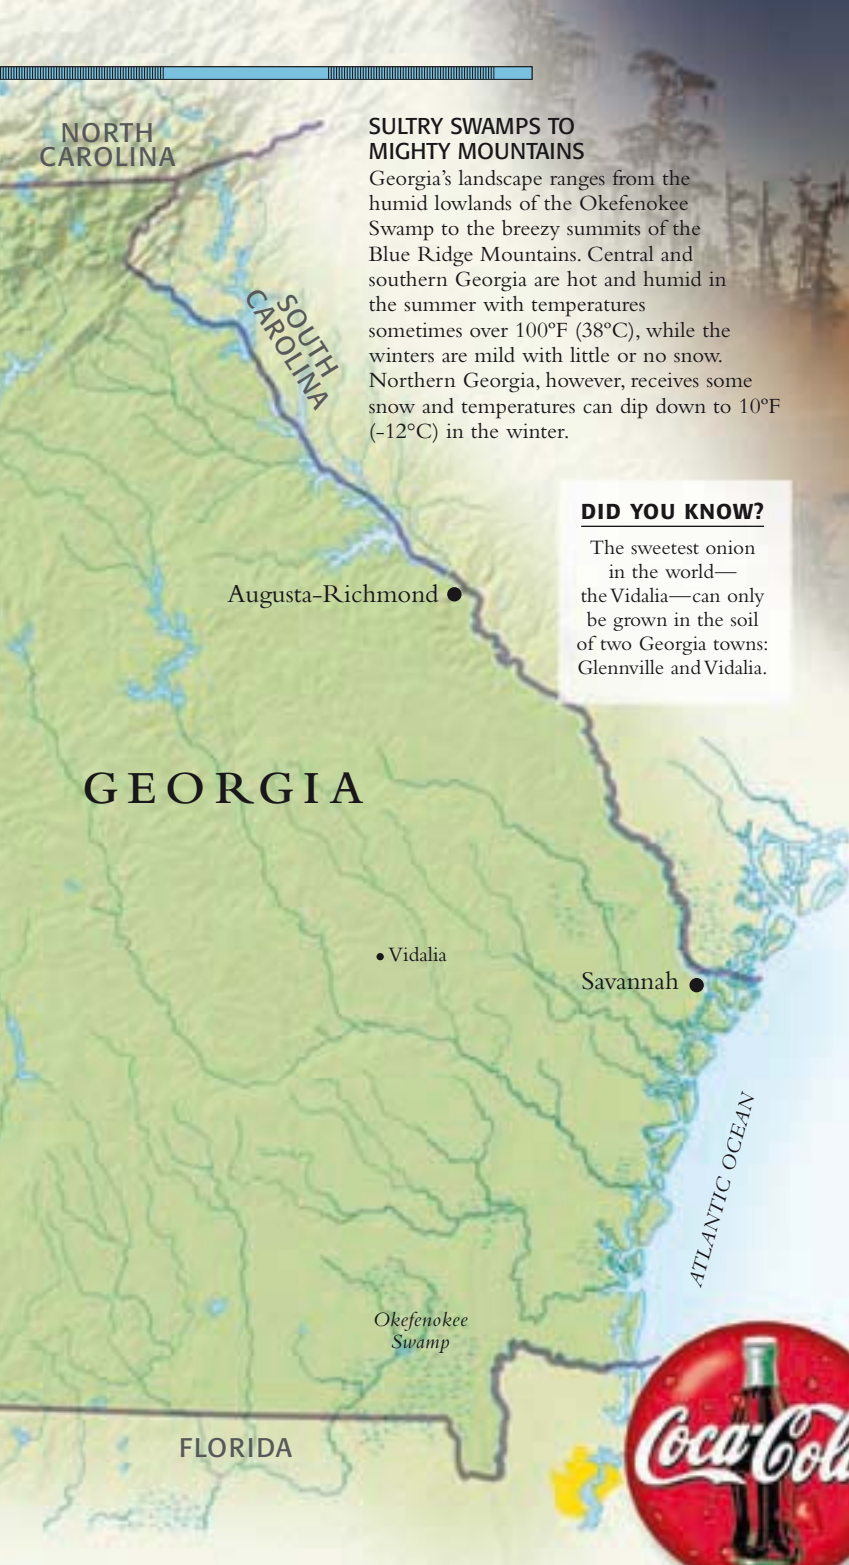 NORTH
CAROLINA
SULTRY SWAMPS TO
MIGHTY MOUNTAINS
Georgia's landscape ranges from the
humid lowlands of the Okefenokee
Swamp to the breezy summits of the
Blue Ridge Mountains. Central and
southern Georgia are hot and humid in
the summer with temperatures
sometimes over 100ºF (38ºC), while the
winters are mild with little or no snow.
Northern Georgia, however, receives some
snow and temperatures can dip down to 10ºF
(-12°C) in the winter.
SOUTH
CAROLINA
DID YOU KNOW?
The sweetest onion
in the world—
the Vidalia—can only
be grown in the soil
of two Georgia towns:
Glennville and Vidalia.
Augusta-Richmond
GEORGIA
Vidalia
Savannah
ATLANTIC OCEAN
Okefenokee
Swamp
FLORIDA
Coca-Cola